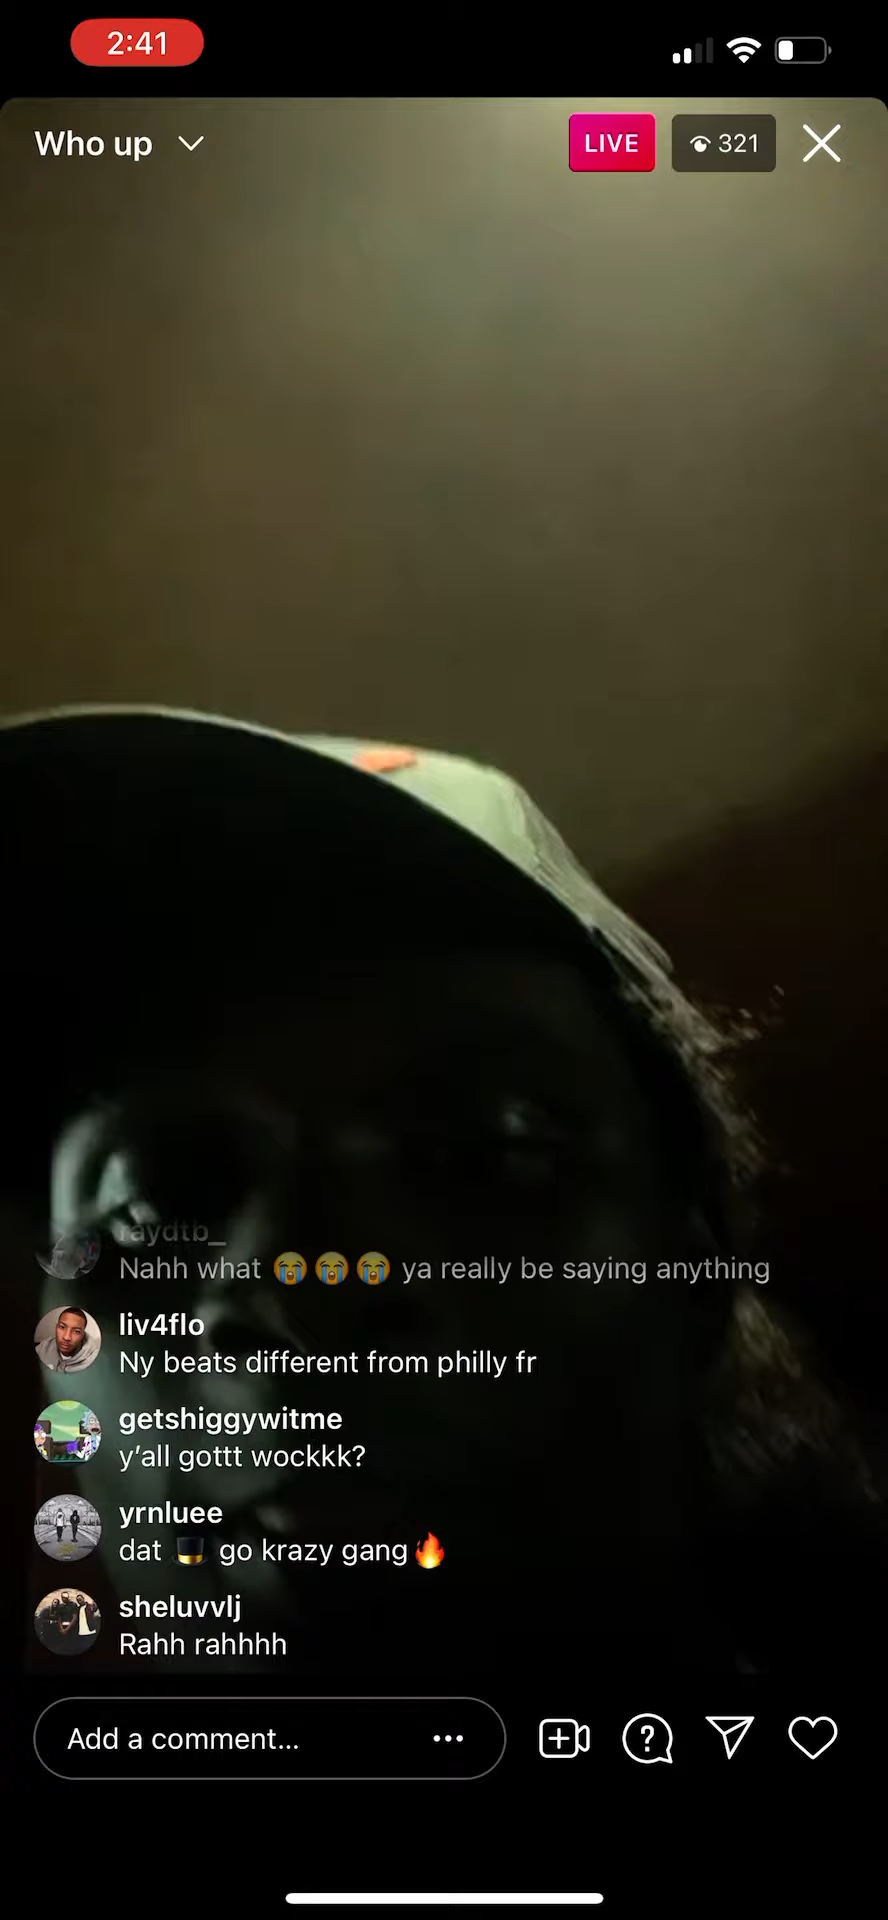 2:41
Who up
LIVE
321
raydtb_
Nahh what 😭😭😭 ya really be saying anything
liv4flo
Ny beats different from philly fr
getshiggywitme
y’all gottt wockkk?
yrnluee
dat 🎩 go krazy gang🔥
sheluvvlj
Rahh rahhhh
Add a comment...